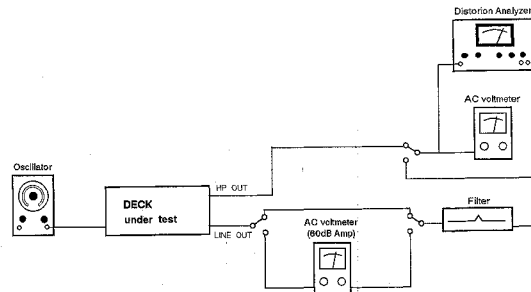 Distorion Analyzer
AC voltmeter
Oscillator
HP OUT
DECK
under test
LINE OUT
AC voltmeter
(60dB Amp)
Filter